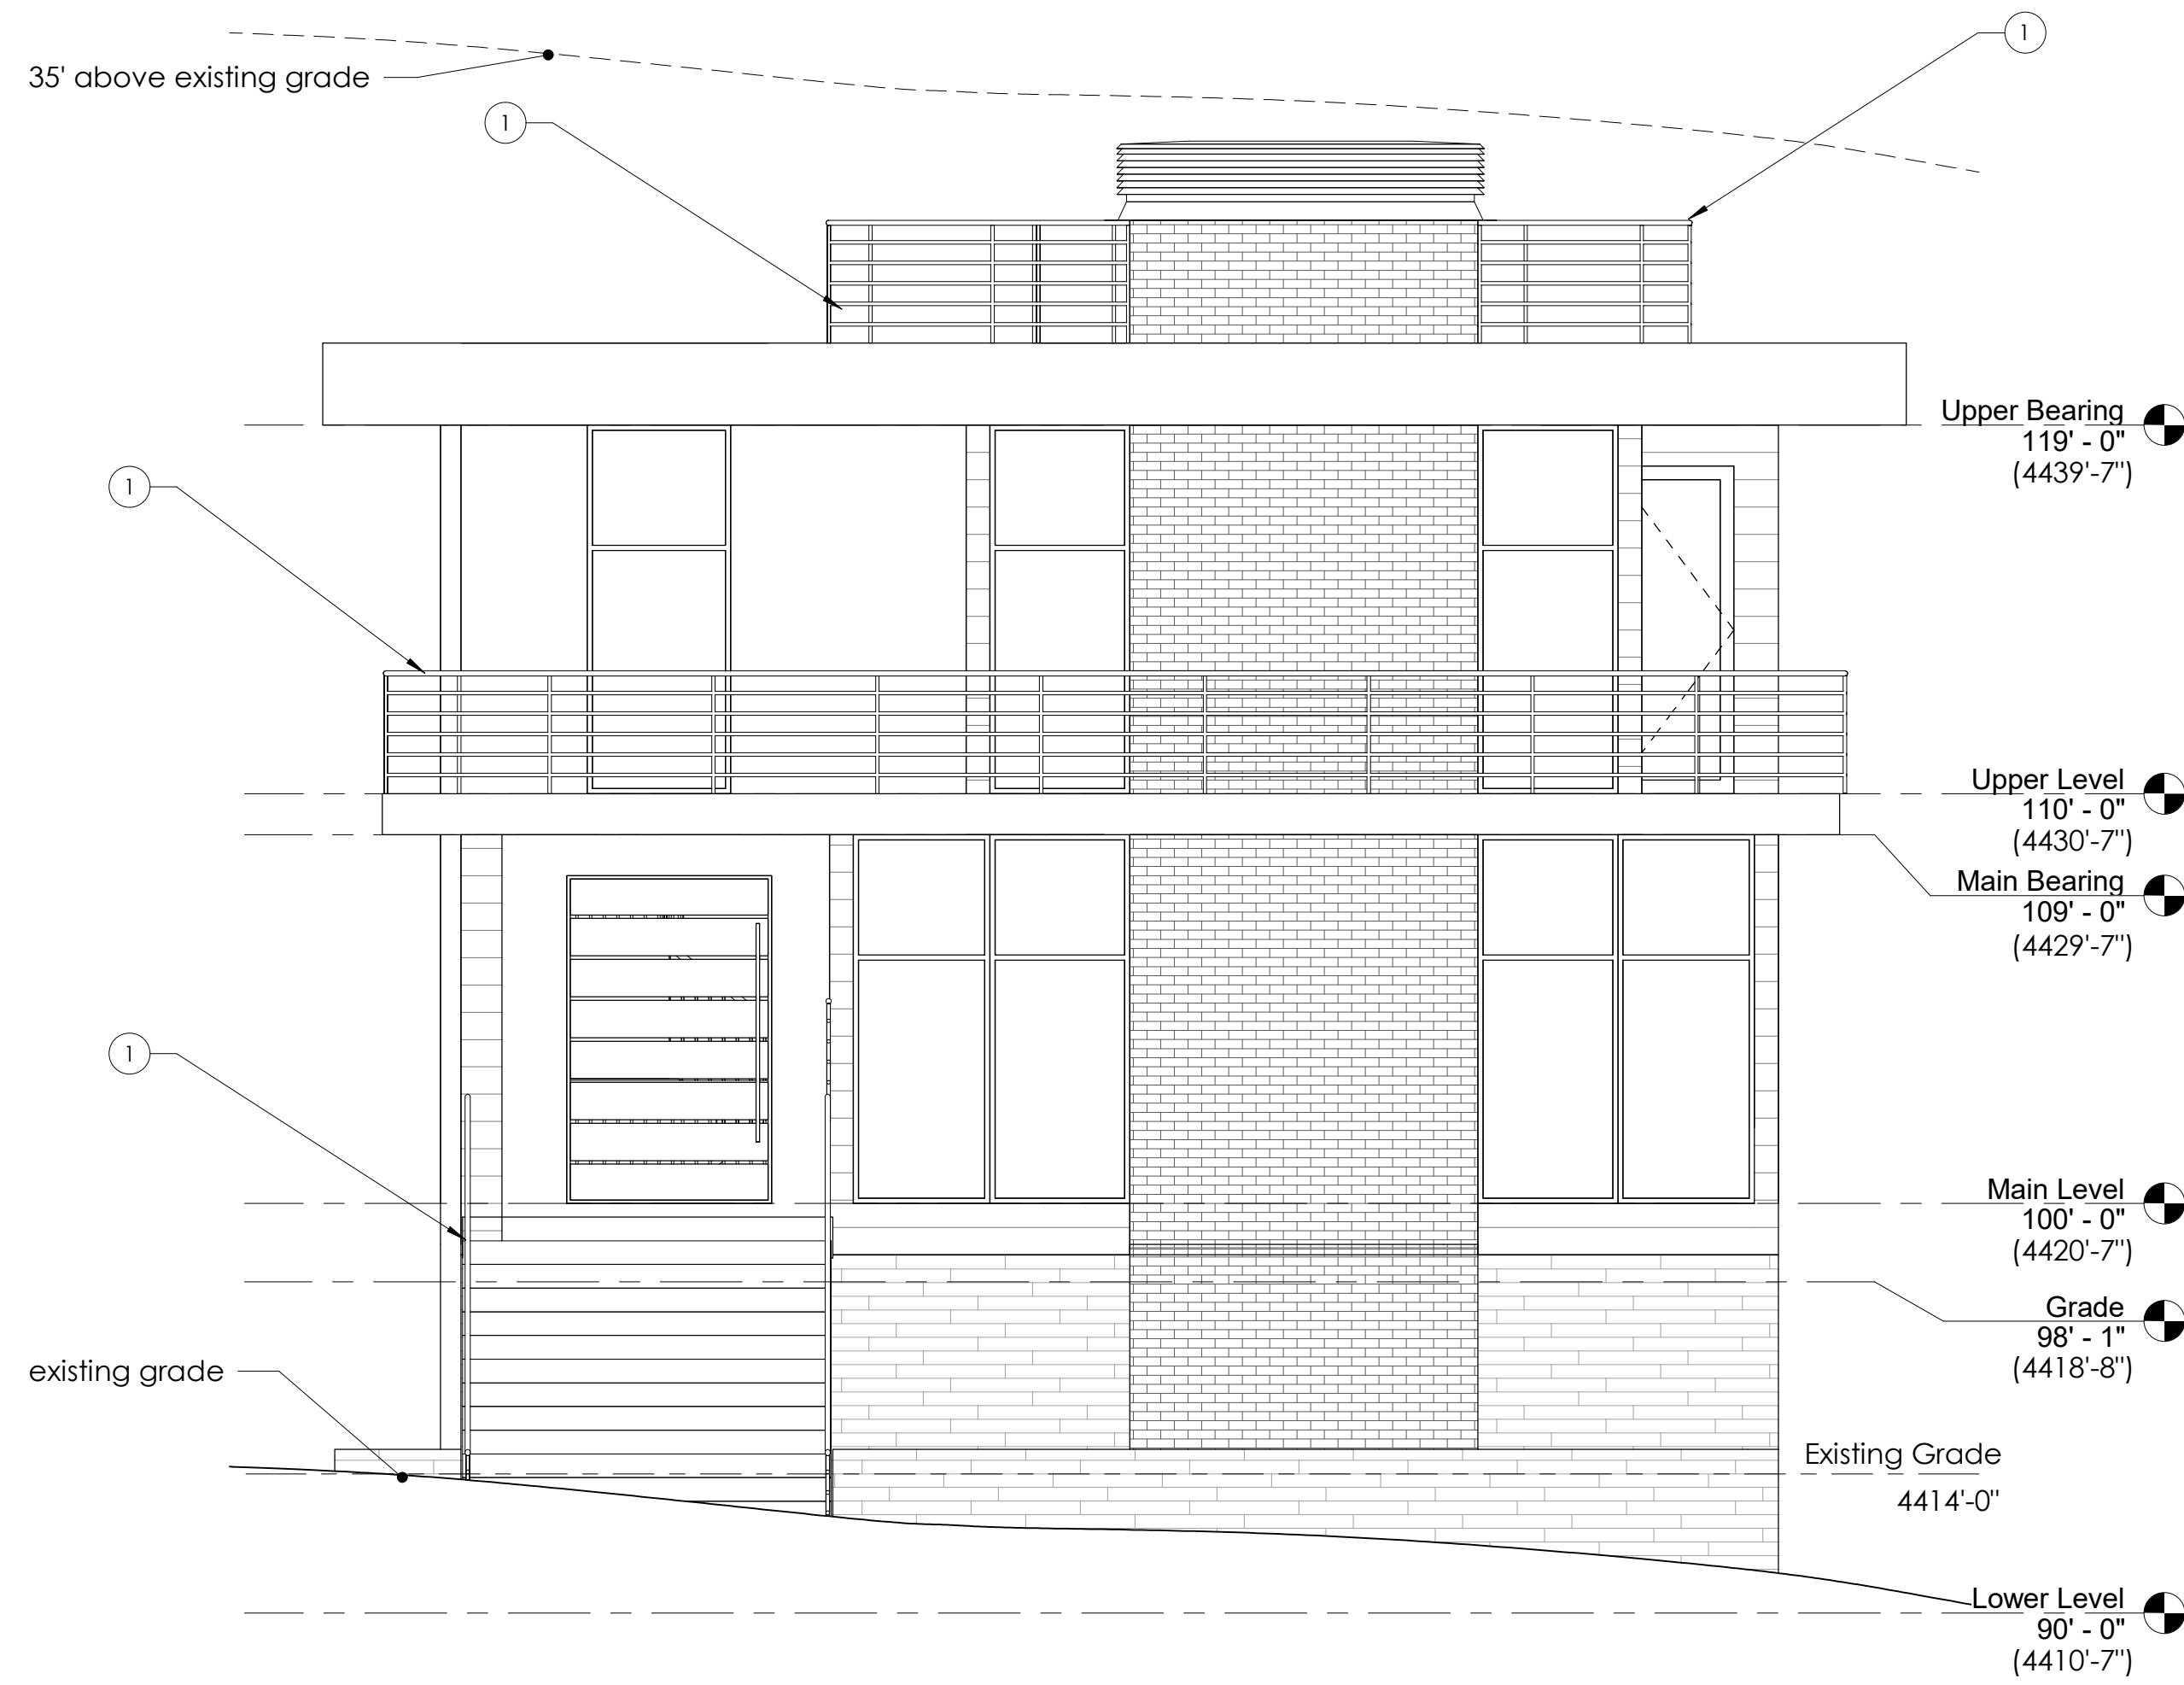 1
35' above existing grade
1
Upper Bearing
119' - 0"
(4439'-7")
1
Upper Level
110' - 0"
(4430'-7")
Main Bearing
109' - 0"
(4429'-7")
1
Main Level
100' - 0"
(4420'-7")
Grade
98' - 1"
(4418'-8")
existing grade
Existing Grade
4414'-0"
Lower Level
90' - 0"
(4410'-7")